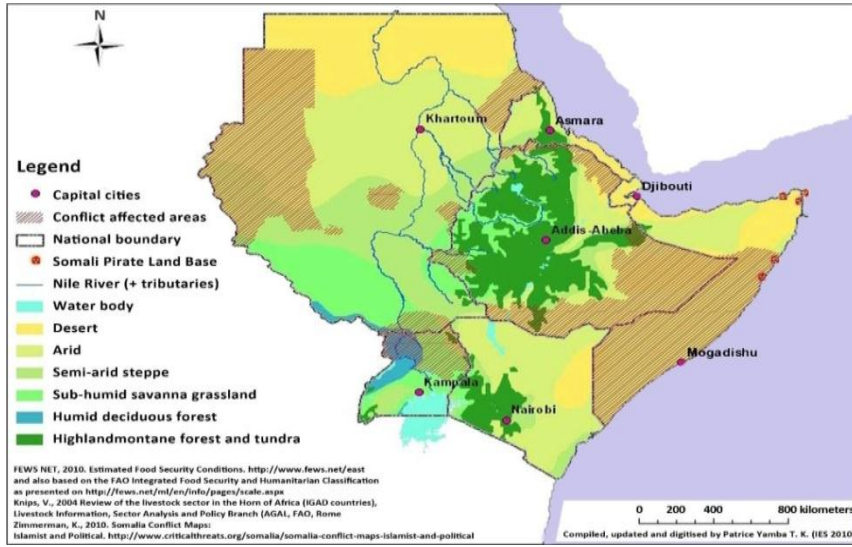 N
Khartoum
Asmara
Djibouti
Addis-Abeba
Mogadishu
Kampala
Nairobi
Legend
Capital cities
Conflict affected areas
National boundary
Somali Pirate Land Base
Nile River (+ tributaries)
Water body
Desert
Arid
Semi-arid steppe
Sub-humid savanna grassland
Humid deciduous forest
Highlandmontane forest and tundra
FEWS NET, 2010. Estimated Food Security Conditions. http://www.fews.net/east
and also based on the FAO Integrated Food Security and Humanitarian Classification
as presented on http://fews.net/ml/en/info/pages/scale.aspx
Knips, V., 2004 Review of the livestock sector in the Horn of Africa (IGAD countries),
Livestock Information, Sector Analysis and Policy Branch (AGAL, FAO, Rome
Zimmerman, K., 2010. Somalia Conflict Maps:
Islamist and Political. http://www.criticalthreats.org/somalia/somalia-conflict-maps-islamist-and-political
0 200 400 800 kilometers
Compiled, updated and digitised by Patrice Yamba T. K. (IES 2010)